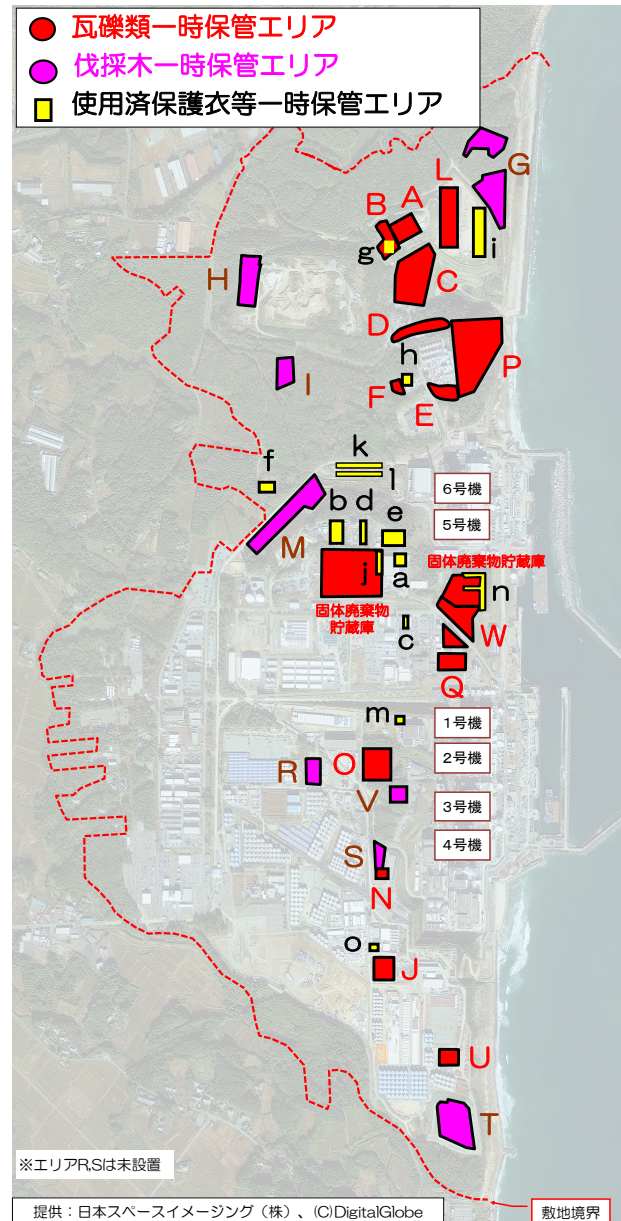 瓦礫類一時保管エリア
伐採木一時保管エリア
使用済保護衣等一時保管エリア
G
L
A
B
g
i
H
C
D
P
h
I
F
E
k
f
l
6号機
b
d
e
5号機
M
固体廃棄物貯蔵庫
j
a
n
固体廃棄物
貯蔵庫
c
W
Q
m
1号機
R
O
2号機
V
3号機
4号機
S
N
o
J
U
T
※エリアR,Sは未設置
提供：日本スペースイメージング（株）、(C)DigitalGlobe
敷地境界